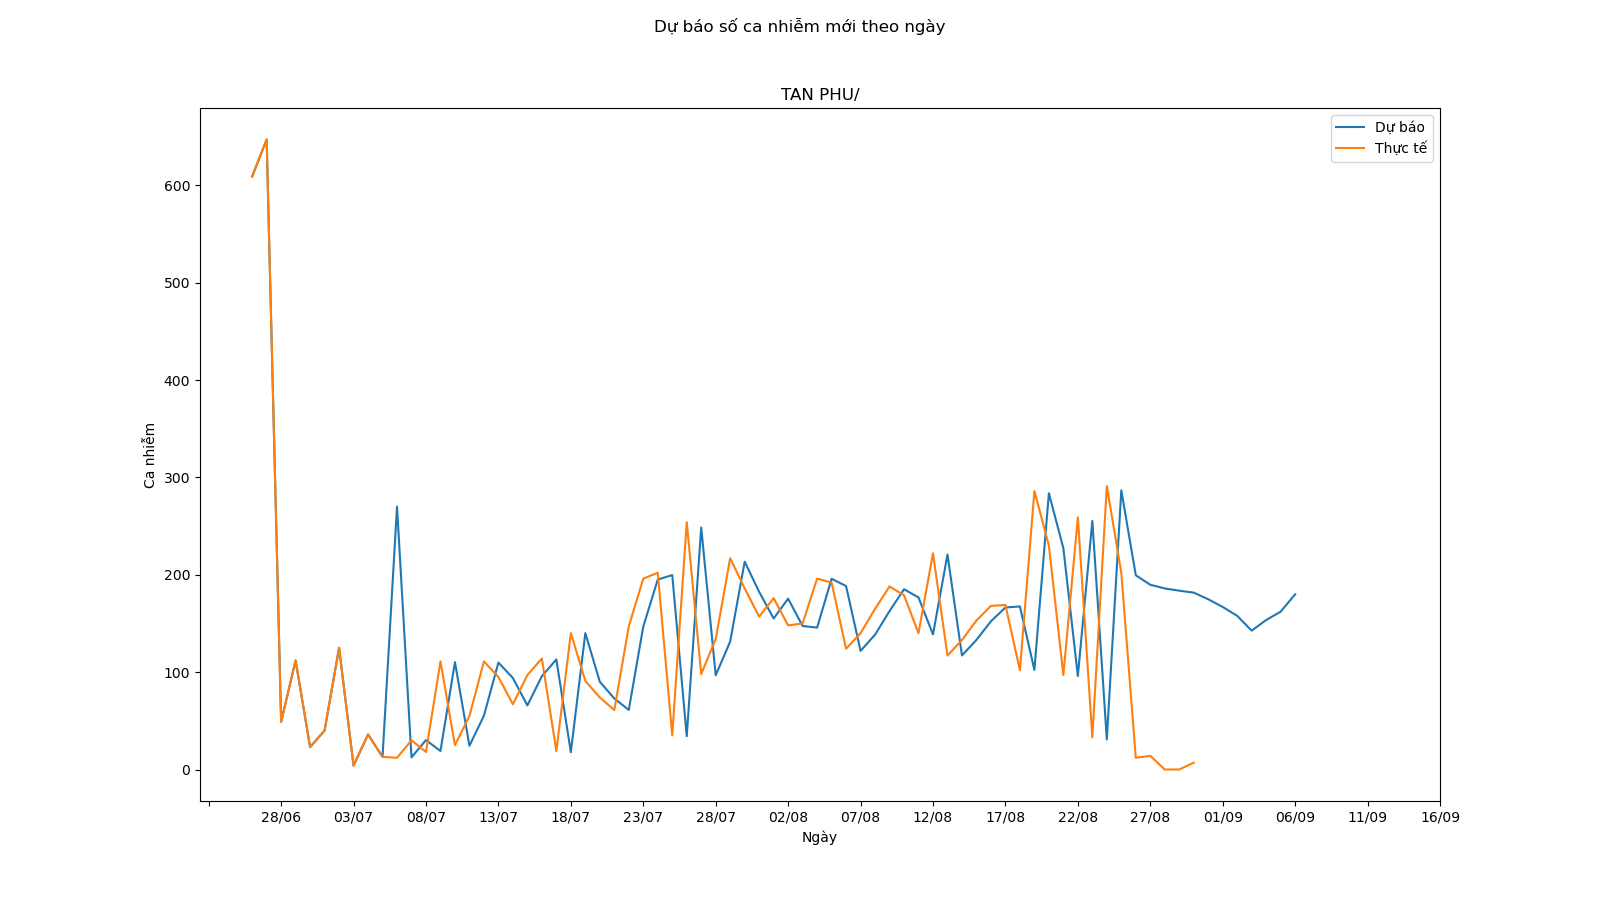 Dự báo số ca nhiễm mới theo ngày
TAN PHU/
Dự báo
Thực tế
600
500
400
300
200
100
0
Ca nhiễm
28/06 03/07 08/07 13/07 18/07 23/07 28/07 02/08 07/08 12/08 17/08 22/08 27/08 01/09 06/09 11/09 16/09
Ngày